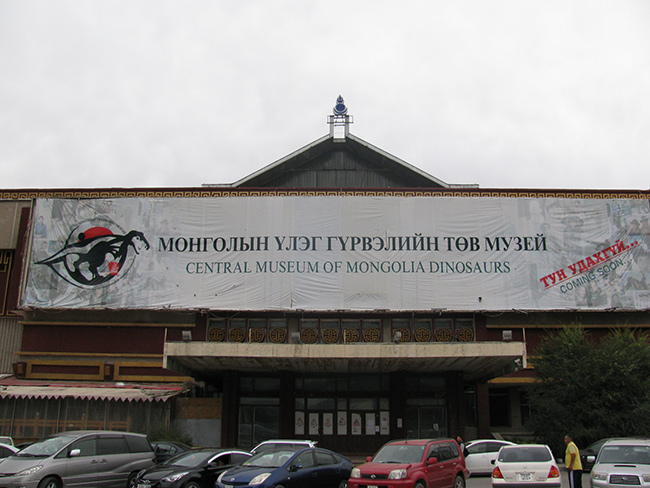 МОНГОЛЫН ҮЛЭГ ГҮРВЭЛИЙН ТӨВ МУЗЕЙ
CENTRAL MUSEUM OF MONGOLIA DINOSAURS
ТУН УДАХГҮЙ...
COMING SOON...